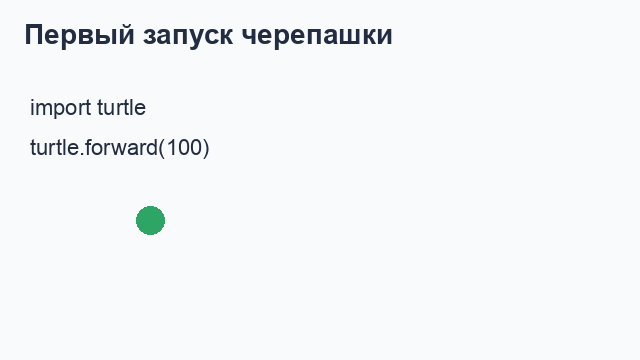 Первый запуск черепашки
import turtle
turtle.forward(100)